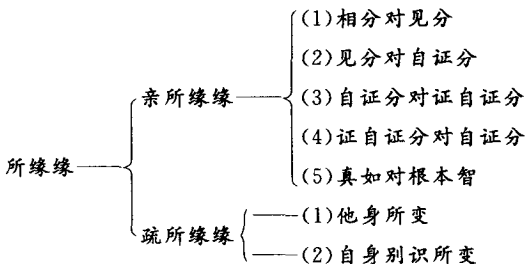 (1)相分对见分
(2)见分对自证分
亲所缘缘
(3)自证分对证自证分
(4)证自证分对自证分
所缘缘
(5)真如对根本智
(1)他身所变
疏所缘缘
(2)自身别识所变